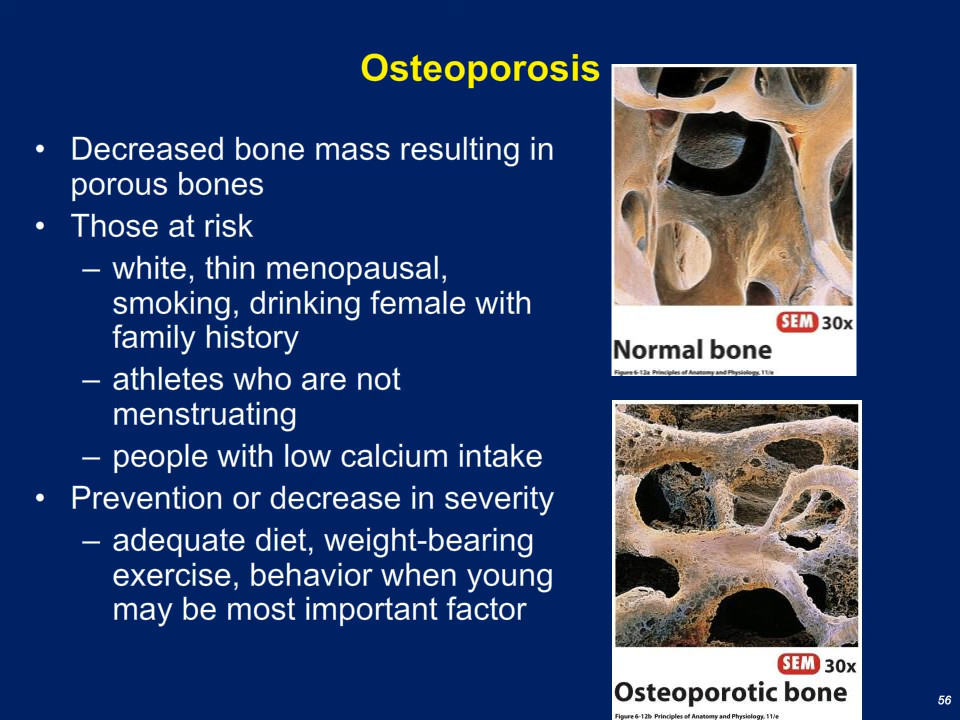 Osteoporosis
• Decreased bone mass resulting in
porous bones
• Those at risk
– white, thin menopausal,
smoking, drinking female with
family history
– athletes who are not
menstruating
– people with low calcium intake
• Prevention or decrease in severity
– adequate diet, weight-bearing
exercise, behavior when young
may be most important factor
SEM 30x
Normal bone
Figure 6-12a Principles of Anatomy and Physiology, 11/e
SEM 30x
Osteoporotic bone
Figure 6-12b Principles of Anatomy and Physiology, 11/e
56